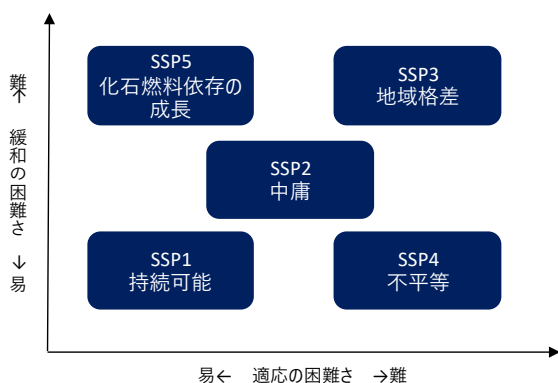 SSP5
化石燃料依存の
成長
SSP3
地域格差
SSP2
中庸
SSP1
持続可能
SSP4
不平等
難↑ 緩和の困難さ ↓易
易← 適応の困難さ →難